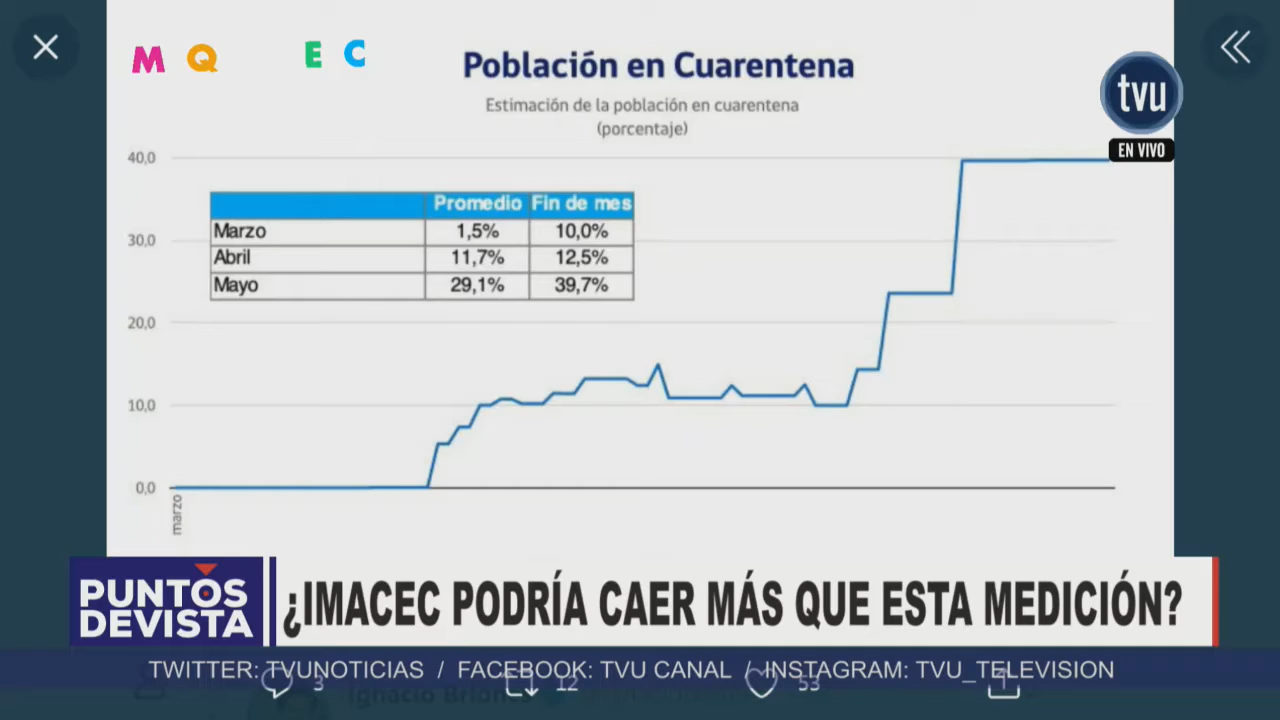 M Q E C
Población en Cuarentena
Estimación de la población en cuarentena
(porcentaje)
tvu
EN VIVO
40,0
30,0
20,0
10,0
0,0
Promedio Fin de mes
Marzo 1,5% 10,0%
Abril 11,7% 12,5%
Mayo 29,1% 39,7%
marzo
PUNTOS
DEVISTA
¿IMACEC PODRÍA CAER MÁS QUE ESTA MEDICIÓN?
TWITTER: TVUNOTICIAS / FACEBOOK: TVU CANAL / INSTAGRAM: TVU_TELEVISION
3 12 53
Ignacio Briones